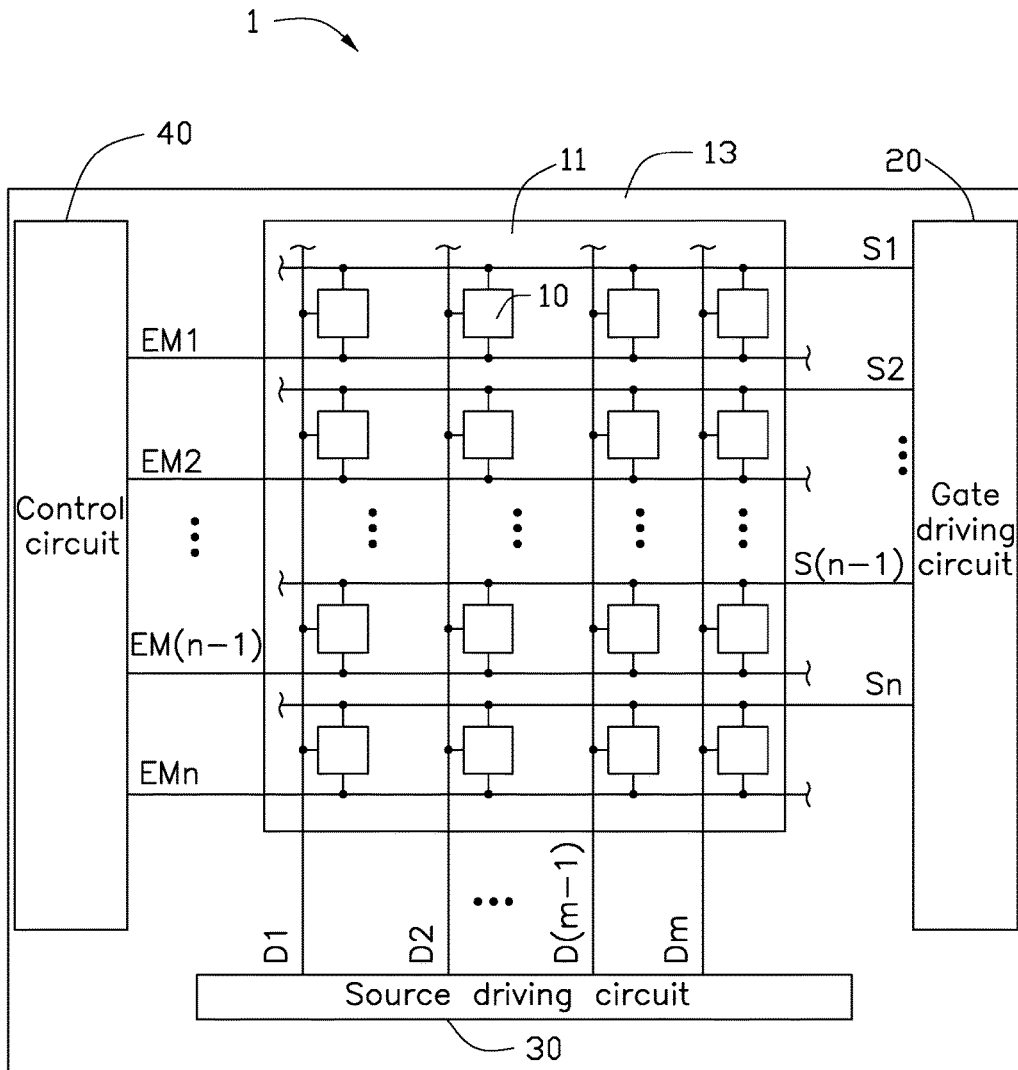 1
40
11
13
20
S1
10
EM1
S2
EM2
Control
circuit
Gate
driving
circuit
S(n-1)
EM(n-1)
Sn
EMn
D1
D2
D(m-1)
Dm
Source driving circuit
30